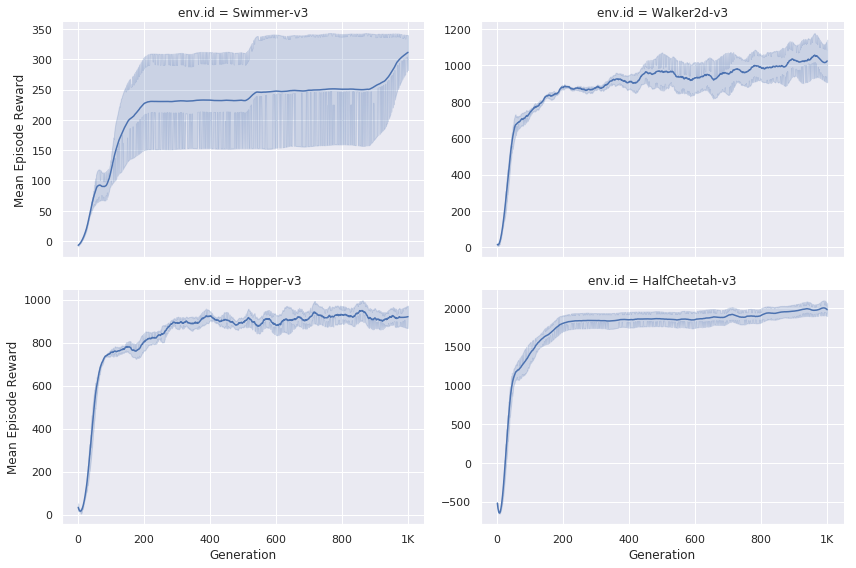 env.id = Swimmer-v3
350
300
250
200
150
100
50
0
Mean Episode Reward
env.id = Walker2d-v3
1200
1000
800
600
400
200
0
env.id = Hopper-v3
1000
800
600
400
200
0
Mean Episode Reward
0 200 400 600 800 1K
Generation
env.id = HalfCheetah-v3
2000
1500
1000
500
0
−500
0 200 400 600 800 1K
Generation